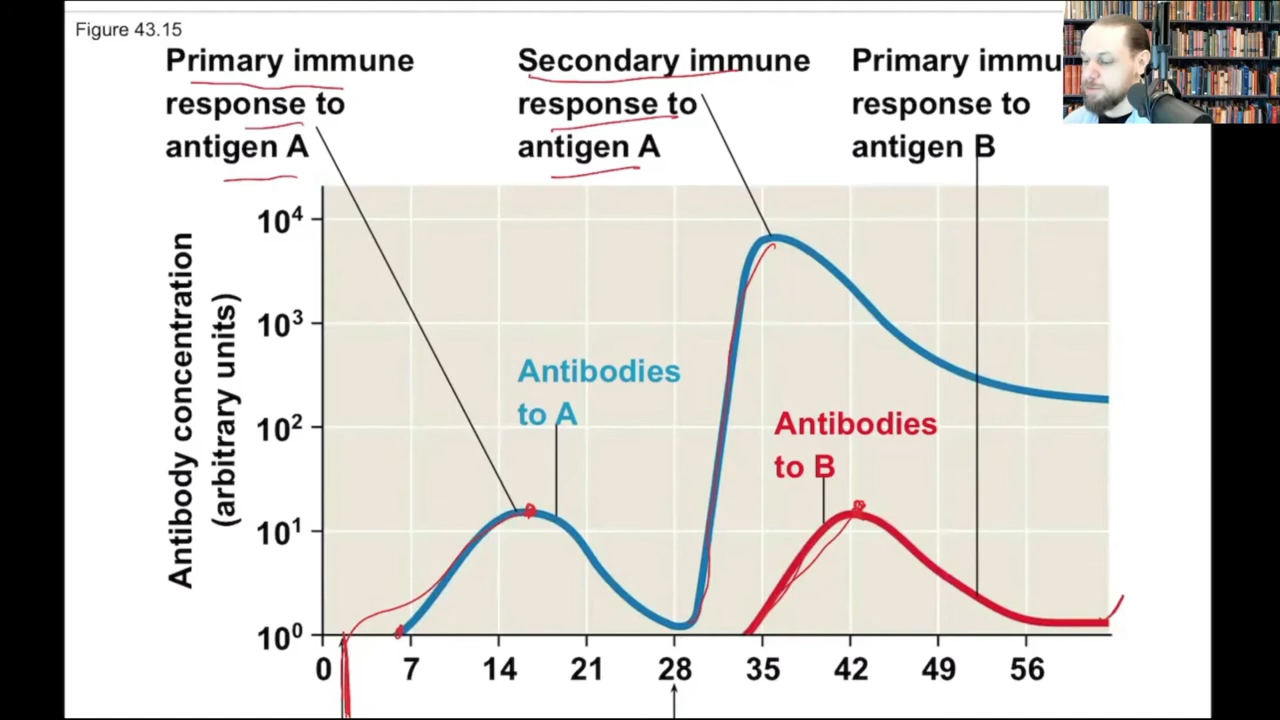 Figure 43.15
Primary immune
response to
antigen A
Secondary immune
response to
antigen A
Primary immu
response to
antigen B
Antibody concentration
(arbitrary units)
10⁴
10³
10²
10¹
10⁰
Antibodies
to A
Antibodies
to B
0 7 14 21 28 35 42 49 56